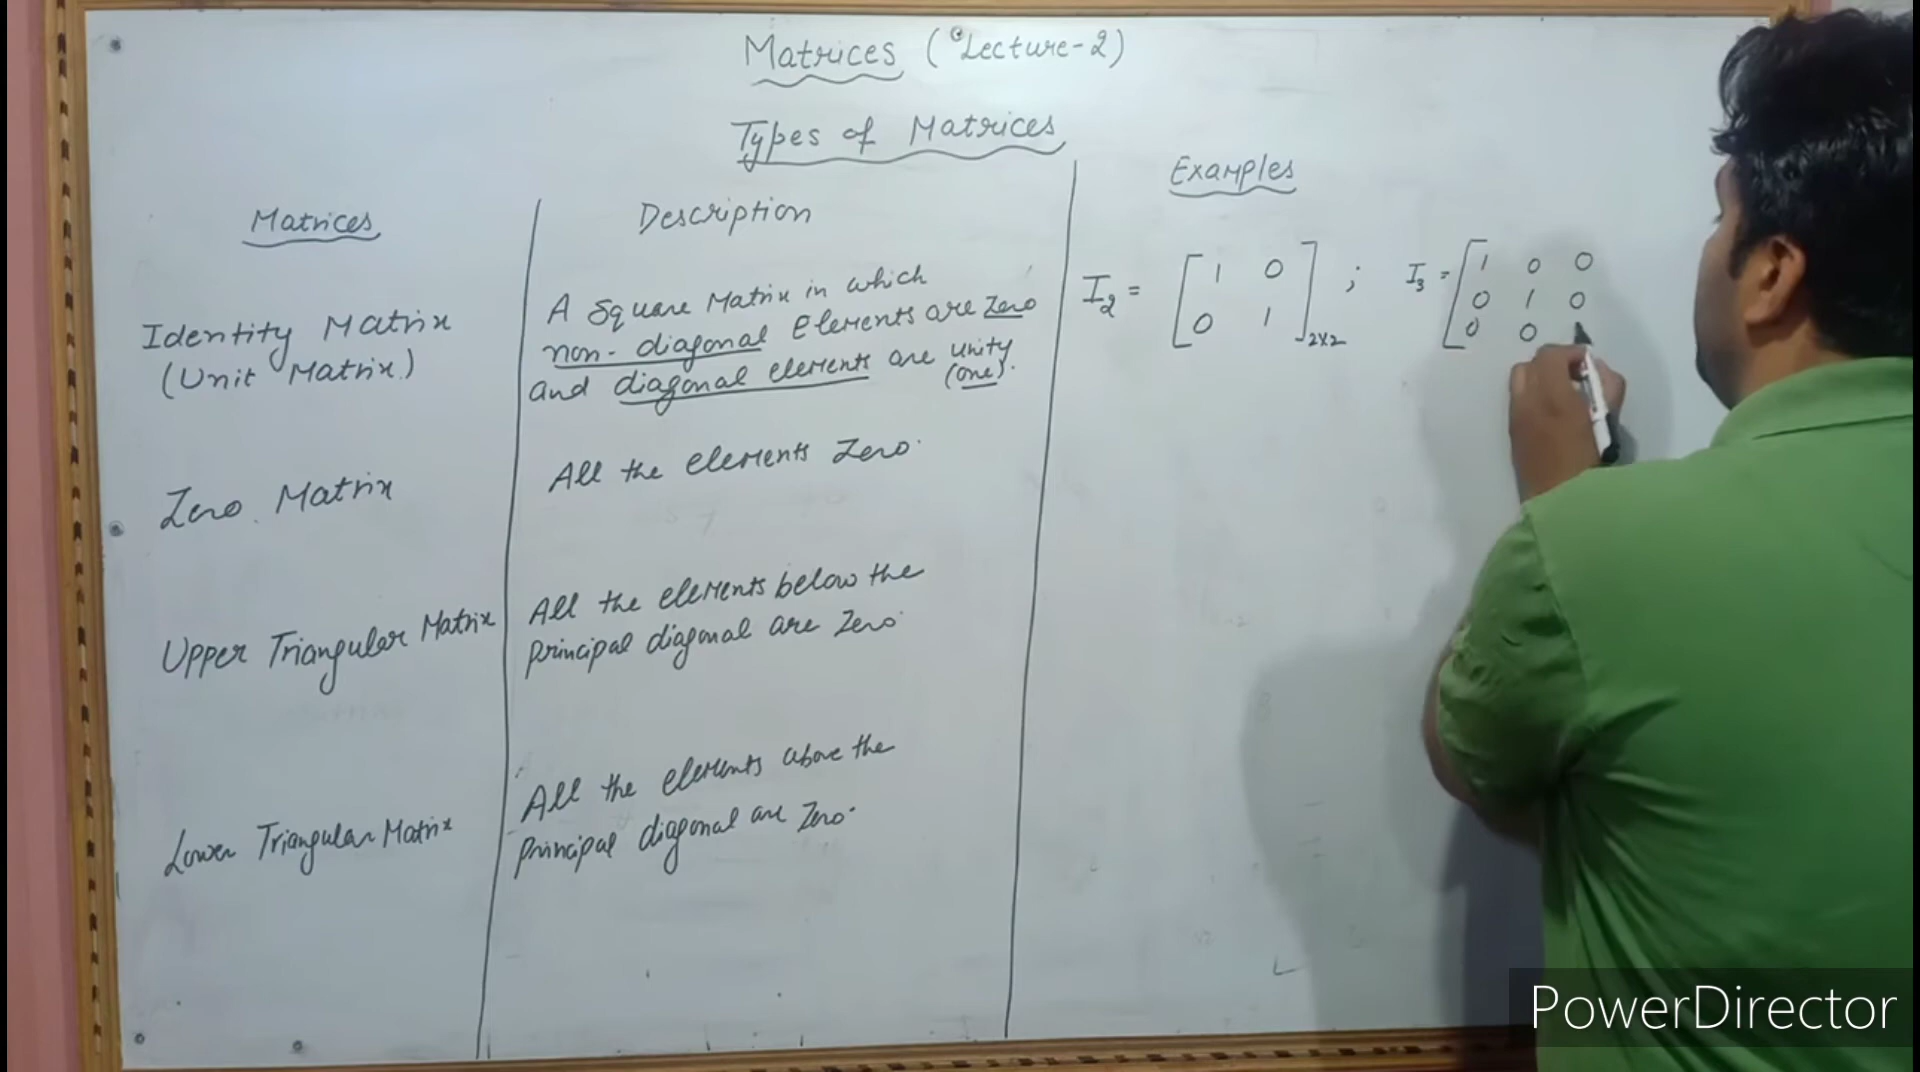 Matrices (Lecture-2)
Types of Matrices
Matrices
Description
Examples
Identity Matrix
(Unit Matrix)
A Square Matrix in which
non-diagonal Elements are Zero
and diagonal elements are unity
(one).
I2 = [ 1 0
0 1 ]2x2 ;
I3 = [ 1 0 0
0 1 0
0 0
Zero Matrix
All the elements Zero.
Upper Triangular Matrix
All the elements below the
principal diagonal are Zero.
Lower Triangular Matrix
All the elements above the
principal diagonal are Zero.
PowerDirector